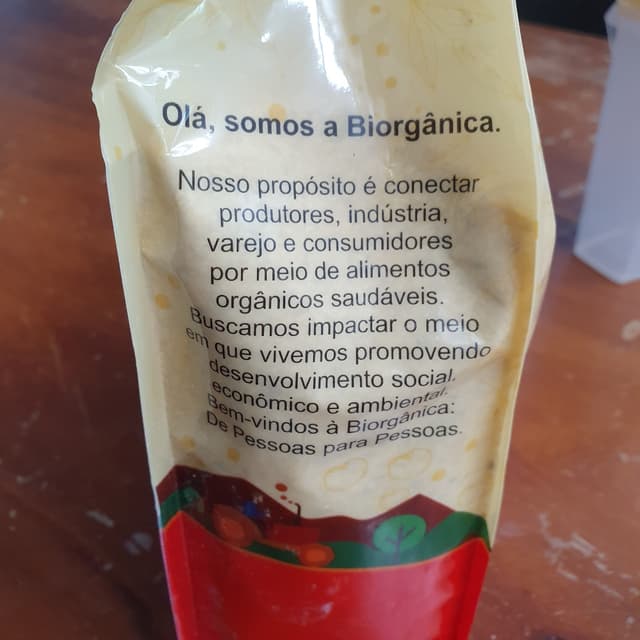 Olá, somos a Biorgânica.
Nosso propósito é conectar
produtores, indústria,
varejo e consumidores
por meio de alimentos
orgânicos saudáveis.
Buscamos impactar o meio
em que vivemos promovendo
desenvolvimento social,
econômico e ambiental.
Bem-vindos à Biorgânica:
De Pessoas para Pessoas.